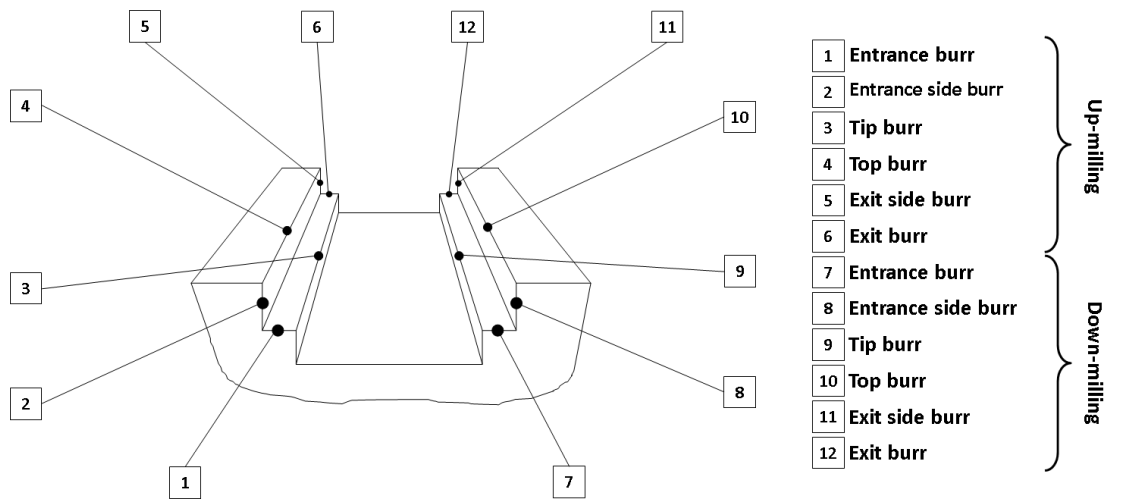 5
6
12
11
4
10
3
9
2
8
1
7
1 Entrance burr
2 Entrance side burr
3 Tip burr
4 Top burr
5 Exit side burr
6 Exit burr
Up-milling
7 Entrance burr
8 Entrance side burr
9 Tip burr
10 Top burr
11 Exit side burr
12 Exit burr
Down-milling